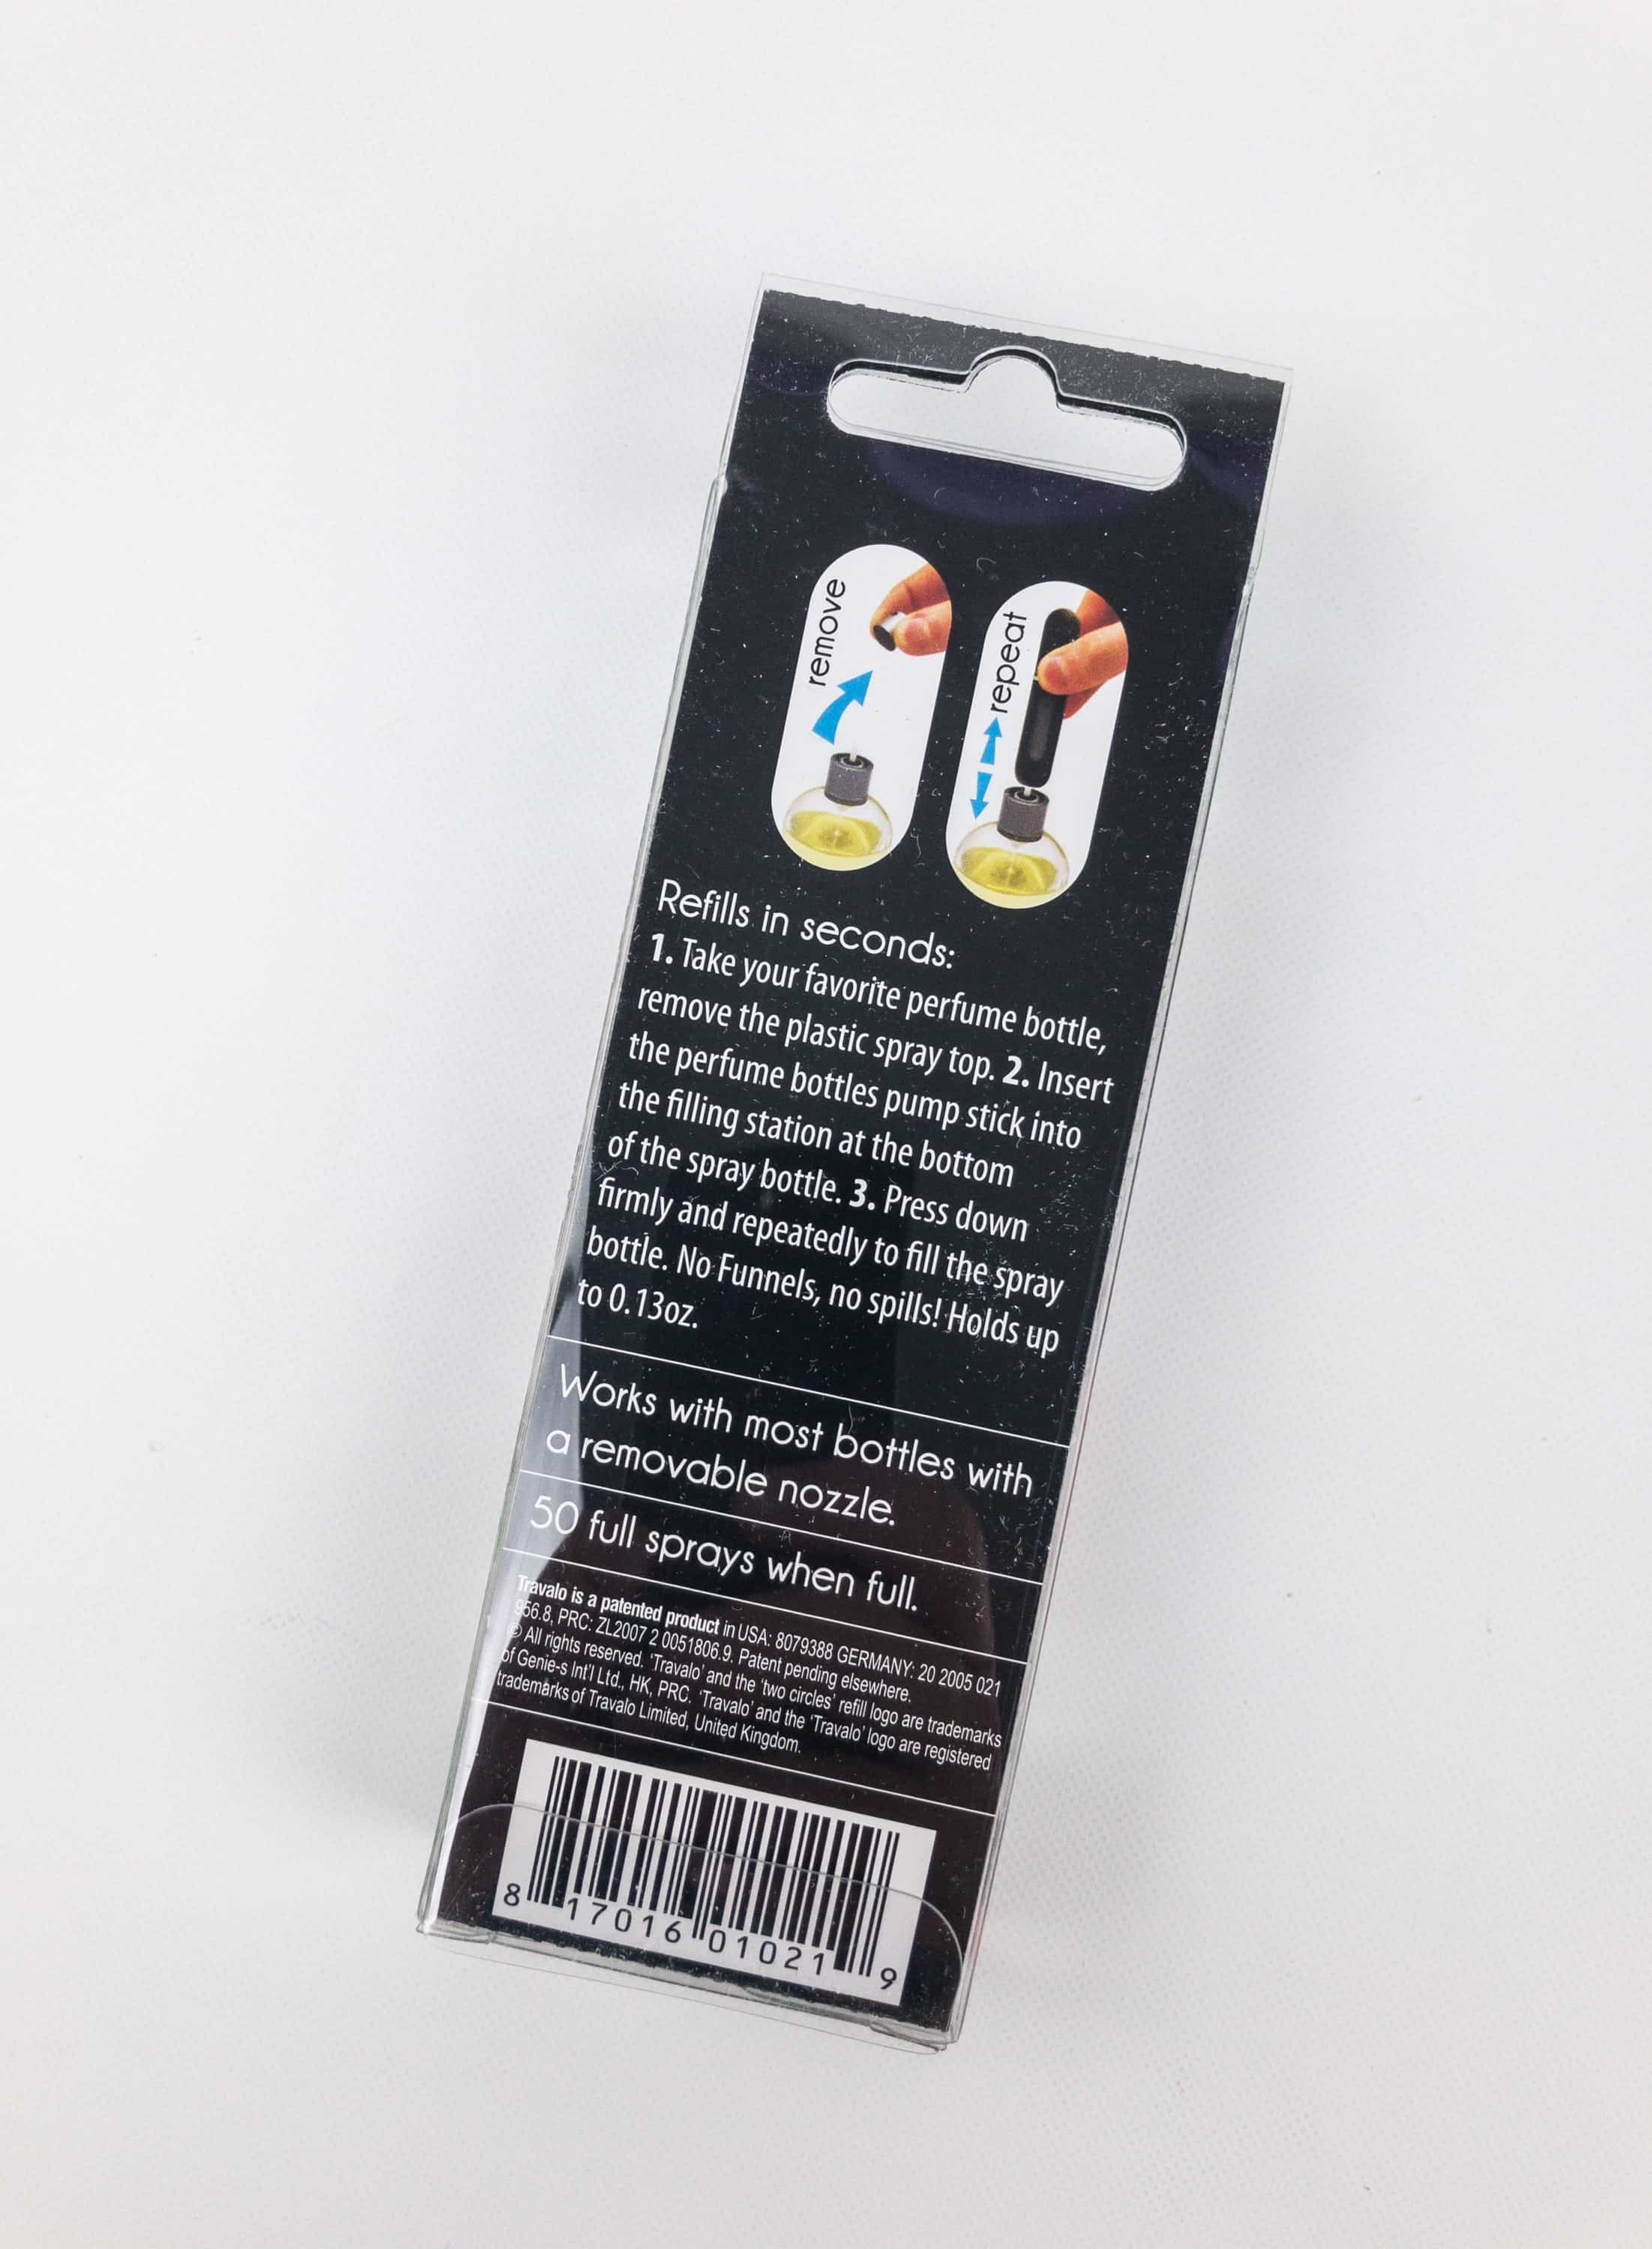 remove
repeat
Refills in seconds:
1. Take your favorite perfume bottle,
remove the plastic spray top. 2. Insert
the perfume bottles pump stick into
the filling station at the bottom
of the spray bottle. 3. Press down
firmly and repeatedly to fill the spray
bottle. No Funnels, no spills! Holds up
to 0.13oz.
Works with most bottles with
a removable nozzle.
50 full sprays when full.
Travalo is a patented product in USA: 8079388 GERMANY: 20 2005 021
956.8, PRC: ZL2007 2 0051806.9. Patent pending elsewhere.
© All rights reserved. 'Travalo' and the 'two circles' refill logo are trademarks
of Genie-s Int'l Ltd., HK, PRC. 'Travalo' and the 'Travalo' logo are registered
trademarks of Travalo Limited, United Kingdom.
8 17016 01021 9